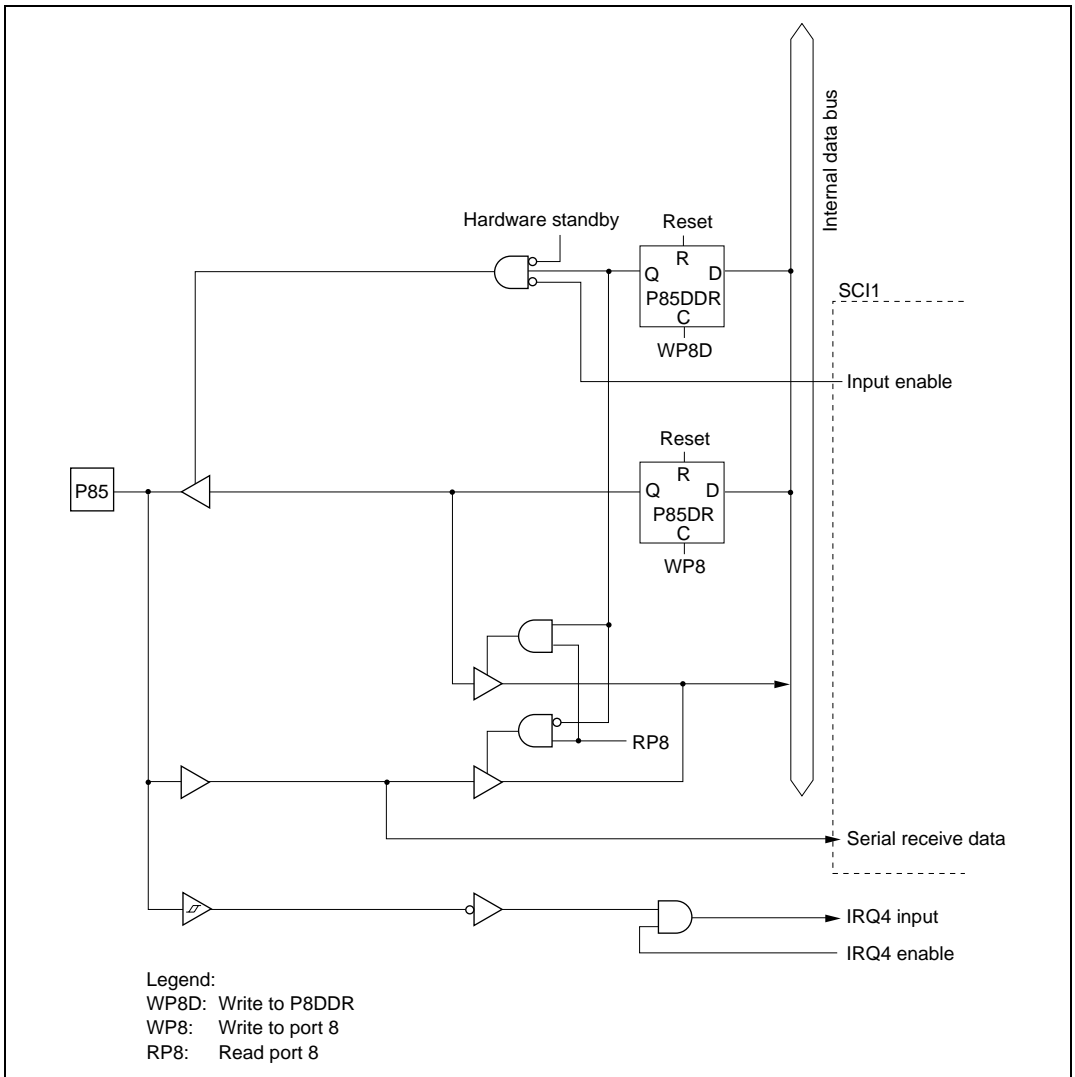 Internal data bus
Hardware standby
Reset
R
Q D
P85DDR
C
WP8D
SCI1
Input enable
Reset
R
Q D
P85DR
C
WP8
P85
RP8
Serial receive data
IRQ4 input
IRQ4 enable
Legend:
WP8D: Write to P8DDR
WP8: Write to port 8
RP8: Read port 8